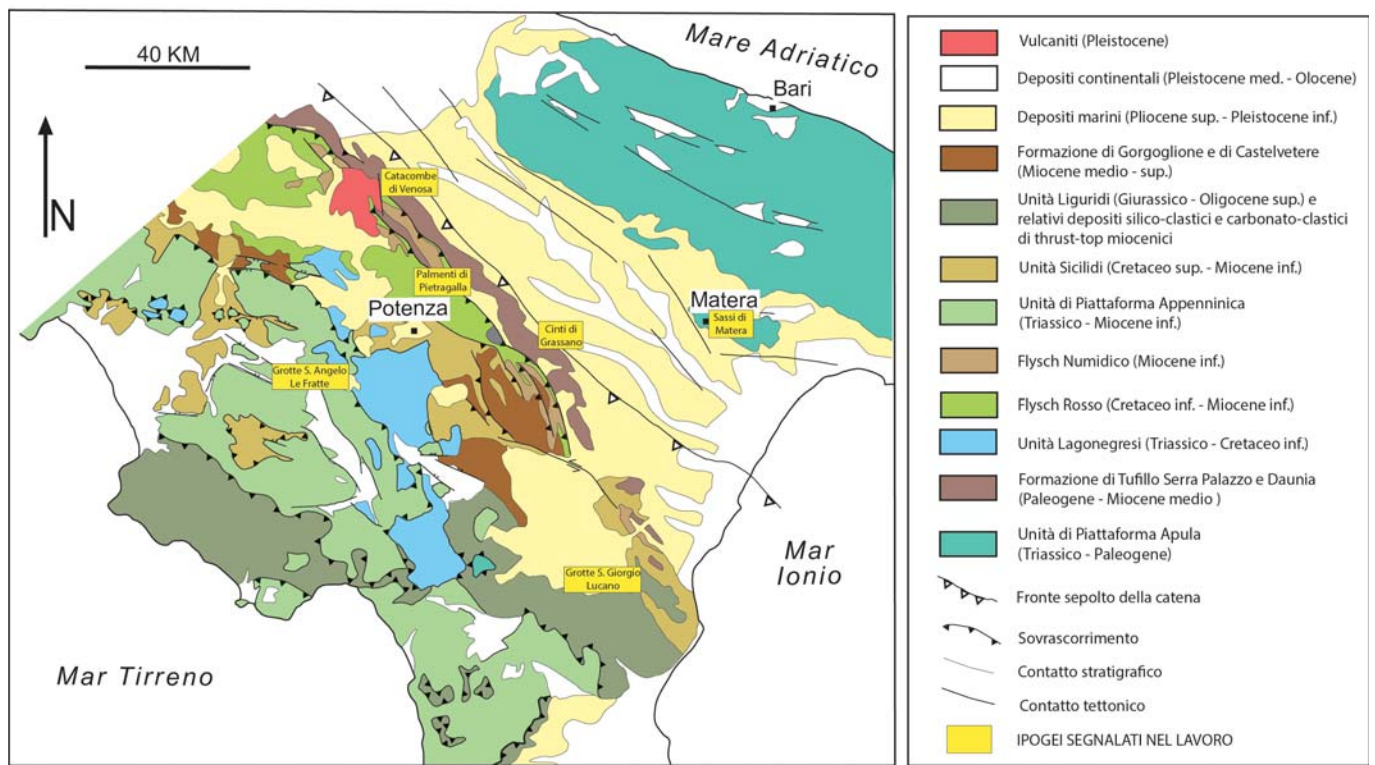 40 KM
N
Mare Adriatico
Bari
Catacombe
di Venosa
Palmenti di
Pietragalla
Potenza
Matera
Sassi di
Matera
Cinti di
Grassano
Grotte S. Angelo
Le Fratte
Grotte S. Giorgio
Lucano
Mar
Ionio
Mar Tirreno
Vulcaniti (Pleistocene)
Depositi continentali (Pleistocene med. - Olocene)
Depositi marini (Pliocene sup. - Pleistocene inf.)
Formazione di Gorgoglione e di Castelvetere
(Miocene medio - sup.)
Unità Liguridi (Giurassico - Oligocene sup.) e
relativi depositi silico-clastici e carbonato-clastici
di thrust-top miocenici
Unità Sicilidi (Cretaceo sup. - Miocene inf.)
Unità di Piattaforma Appenninica
(Triassico - Miocene inf.)
Flysch Numidico (Miocene inf.)
Flysch Rosso (Cretaceo inf. - Miocene inf.)
Unità Lagonegresi (Triassico - Cretaceo inf.)
Formazione di Tufillo Serra Palazzo e Daunia
(Paleogene - Miocene medio )
Unità di Piattaforma Apula
(Triassico - Paleogene)
Fronte sepolto della catena
Sovrascorrimento
Contatto stratigrafico
Contatto tettonico
IPOGEI SEGNALATI NEL LAVORO